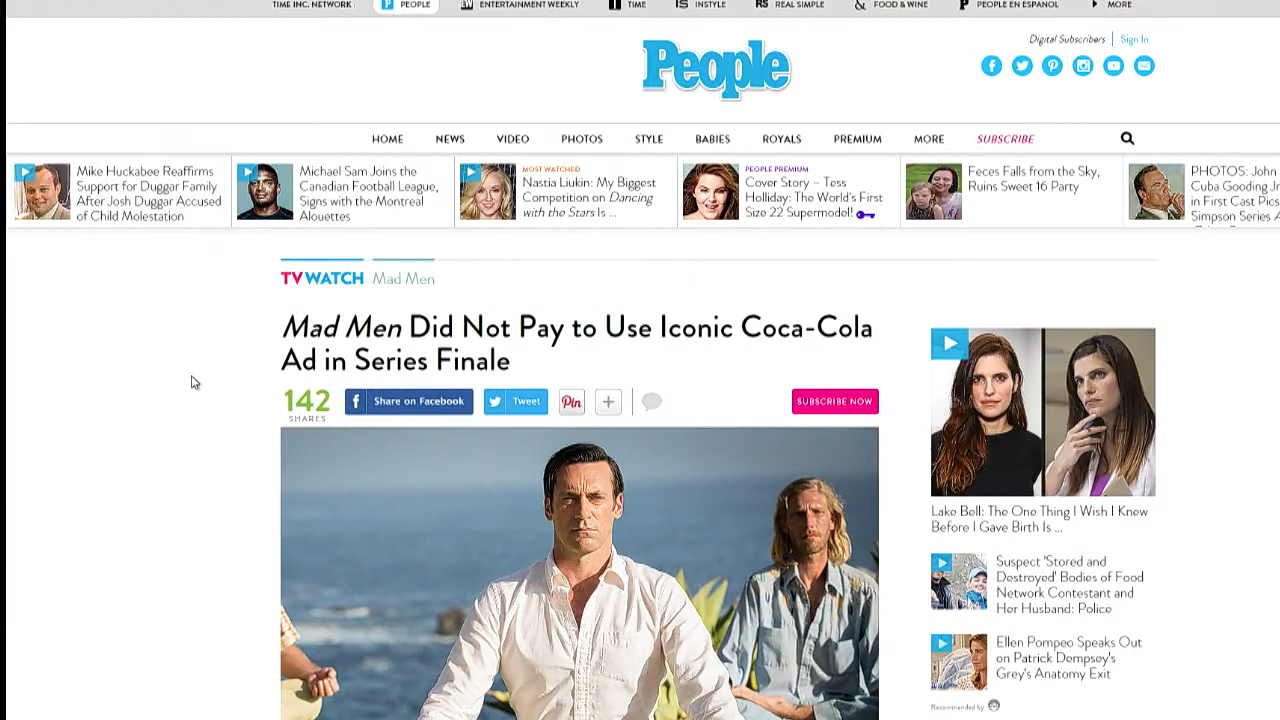 TIME INC. NETWORK
PEOPLE
ENTERTAINMENT WEEKLY
TIME
INSTYLE
RS REAL SIMPLE
& FOOD & WINE
P PEOPLE EN ESPANOL
MORE
Digital Subscribers | Sign In
People
HOME
NEWS
VIDEO
PHOTOS
STYLE
BABIES
ROYALS
PREMIUM
MORE
SUBSCRIBE
Mike Huckabee Reaffirms
Support for Duggar Family
After Josh Duggar Accused
of Child Molestation
Michael Sam Joins the
Canadian Football League,
Signs with the Montreal
Alouettes
MOST WATCHED
Nastia Liukin: My Biggest
Competition on Dancing
with the Stars Is ...
PEOPLE PREMIUM
Cover Story – Tess
Holliday: The World's First
Size 22 Supermodel!
Feces Falls from the Sky,
Ruins Sweet 16 Party
PHOTOS: John
Cuba Gooding Jr
in First Cast Pics
Simpson Series A
TVWATCH Mad Men
Mad Men Did Not Pay to Use Iconic Coca-Cola
Ad in Series Finale
142
SHARES
f Share on Facebook
Tweet
Pin
+
SUBSCRIBE NOW
Lake Bell: The One Thing I Wish I Knew
Before I Gave Birth Is ...
Suspect 'Stored and
Destroyed' Bodies of Food
Network Contestant and
Her Husband: Police
Ellen Pompeo Speaks Out
on Patrick Dempsey's
Grey's Anatomy Exit
Recommended by